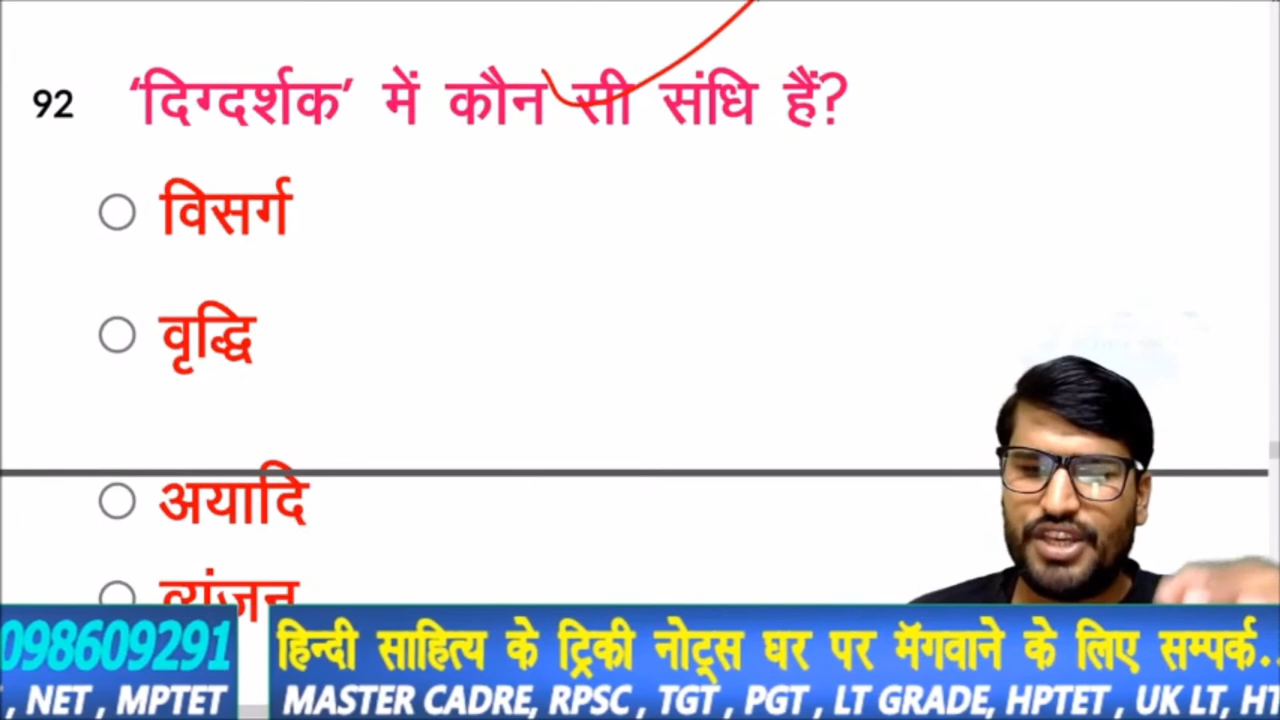 92 ‘दिग्दर्शक’ में कौन सी संधि हैं?
विसर्ग
वृद्धि
अयादि
व्यंजन
098609291 हिन्दी साहित्य के ट्रिकी नोट्स घर पर मॅगवाने के लिए सम्पर्क..
, NET , MPTET MASTER CADRE, RPSC , TGT , PGT , LT GRADE, HPTET , UK LT, HT